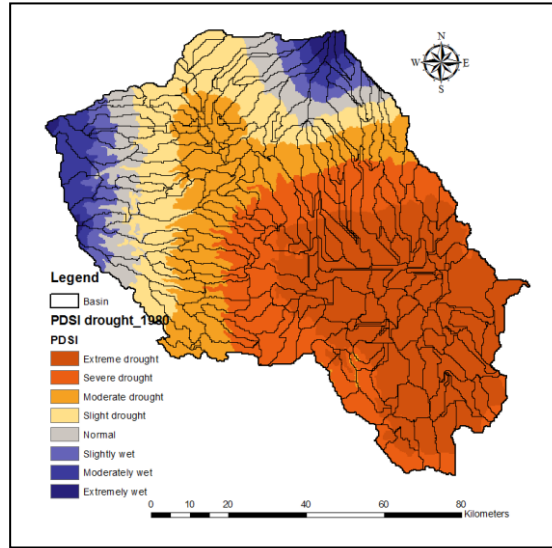 N
W E
S
Legend
Basin
PDSI drought_1980
PDSI
Extreme drought
Severe drought
Moderate drought
Slight drought
Normal
Slightly wet
Moderately wet
Extremely wet
0 10 20 40 60 80
Kilometers